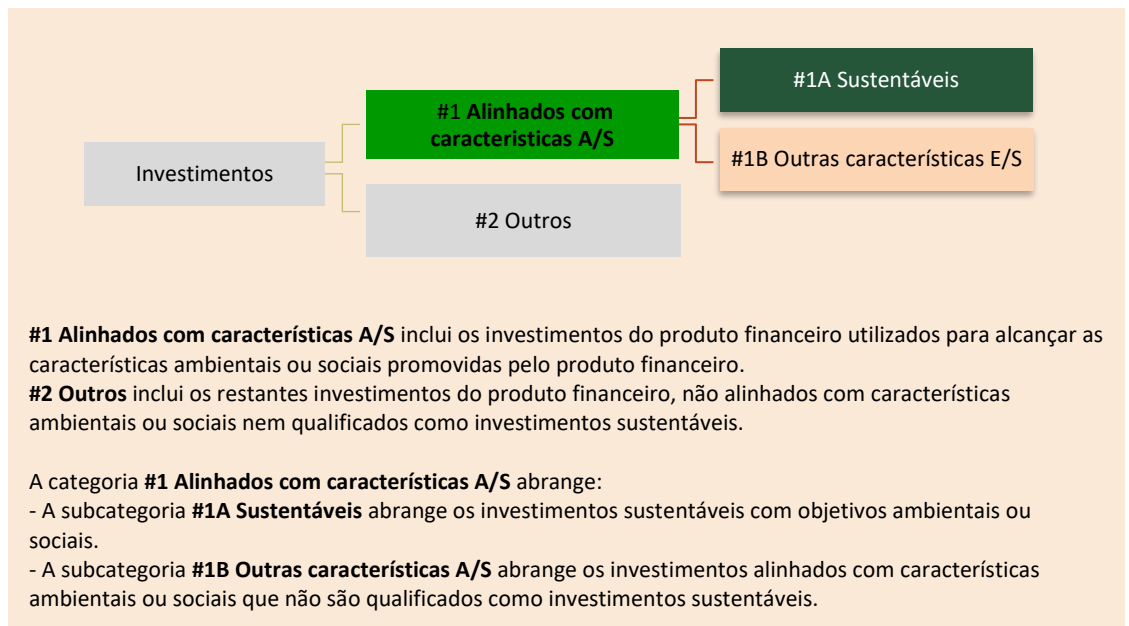 #1A Sustentáveis
#1 Alinhados com
caracteristicas A/S
#1B Outras características E/S
Investimentos
#2 Outros
#1 Alinhados com características A/S inclui os investimentos do produto financeiro utilizados para alcançar as
características ambientais ou sociais promovidas pelo produto financeiro.
#2 Outros inclui os restantes investimentos do produto financeiro, não alinhados com características
ambientais ou sociais nem qualificados como investimentos sustentáveis.
A categoria #1 Alinhados com características A/S abrange:
- A subcategoria #1A Sustentáveis abrange os investimentos sustentáveis com objetivos ambientais ou
sociais.
- A subcategoria #1B Outras características A/S abrange os investimentos alinhados com características
ambientais ou sociais que não são qualificados como investimentos sustentáveis.